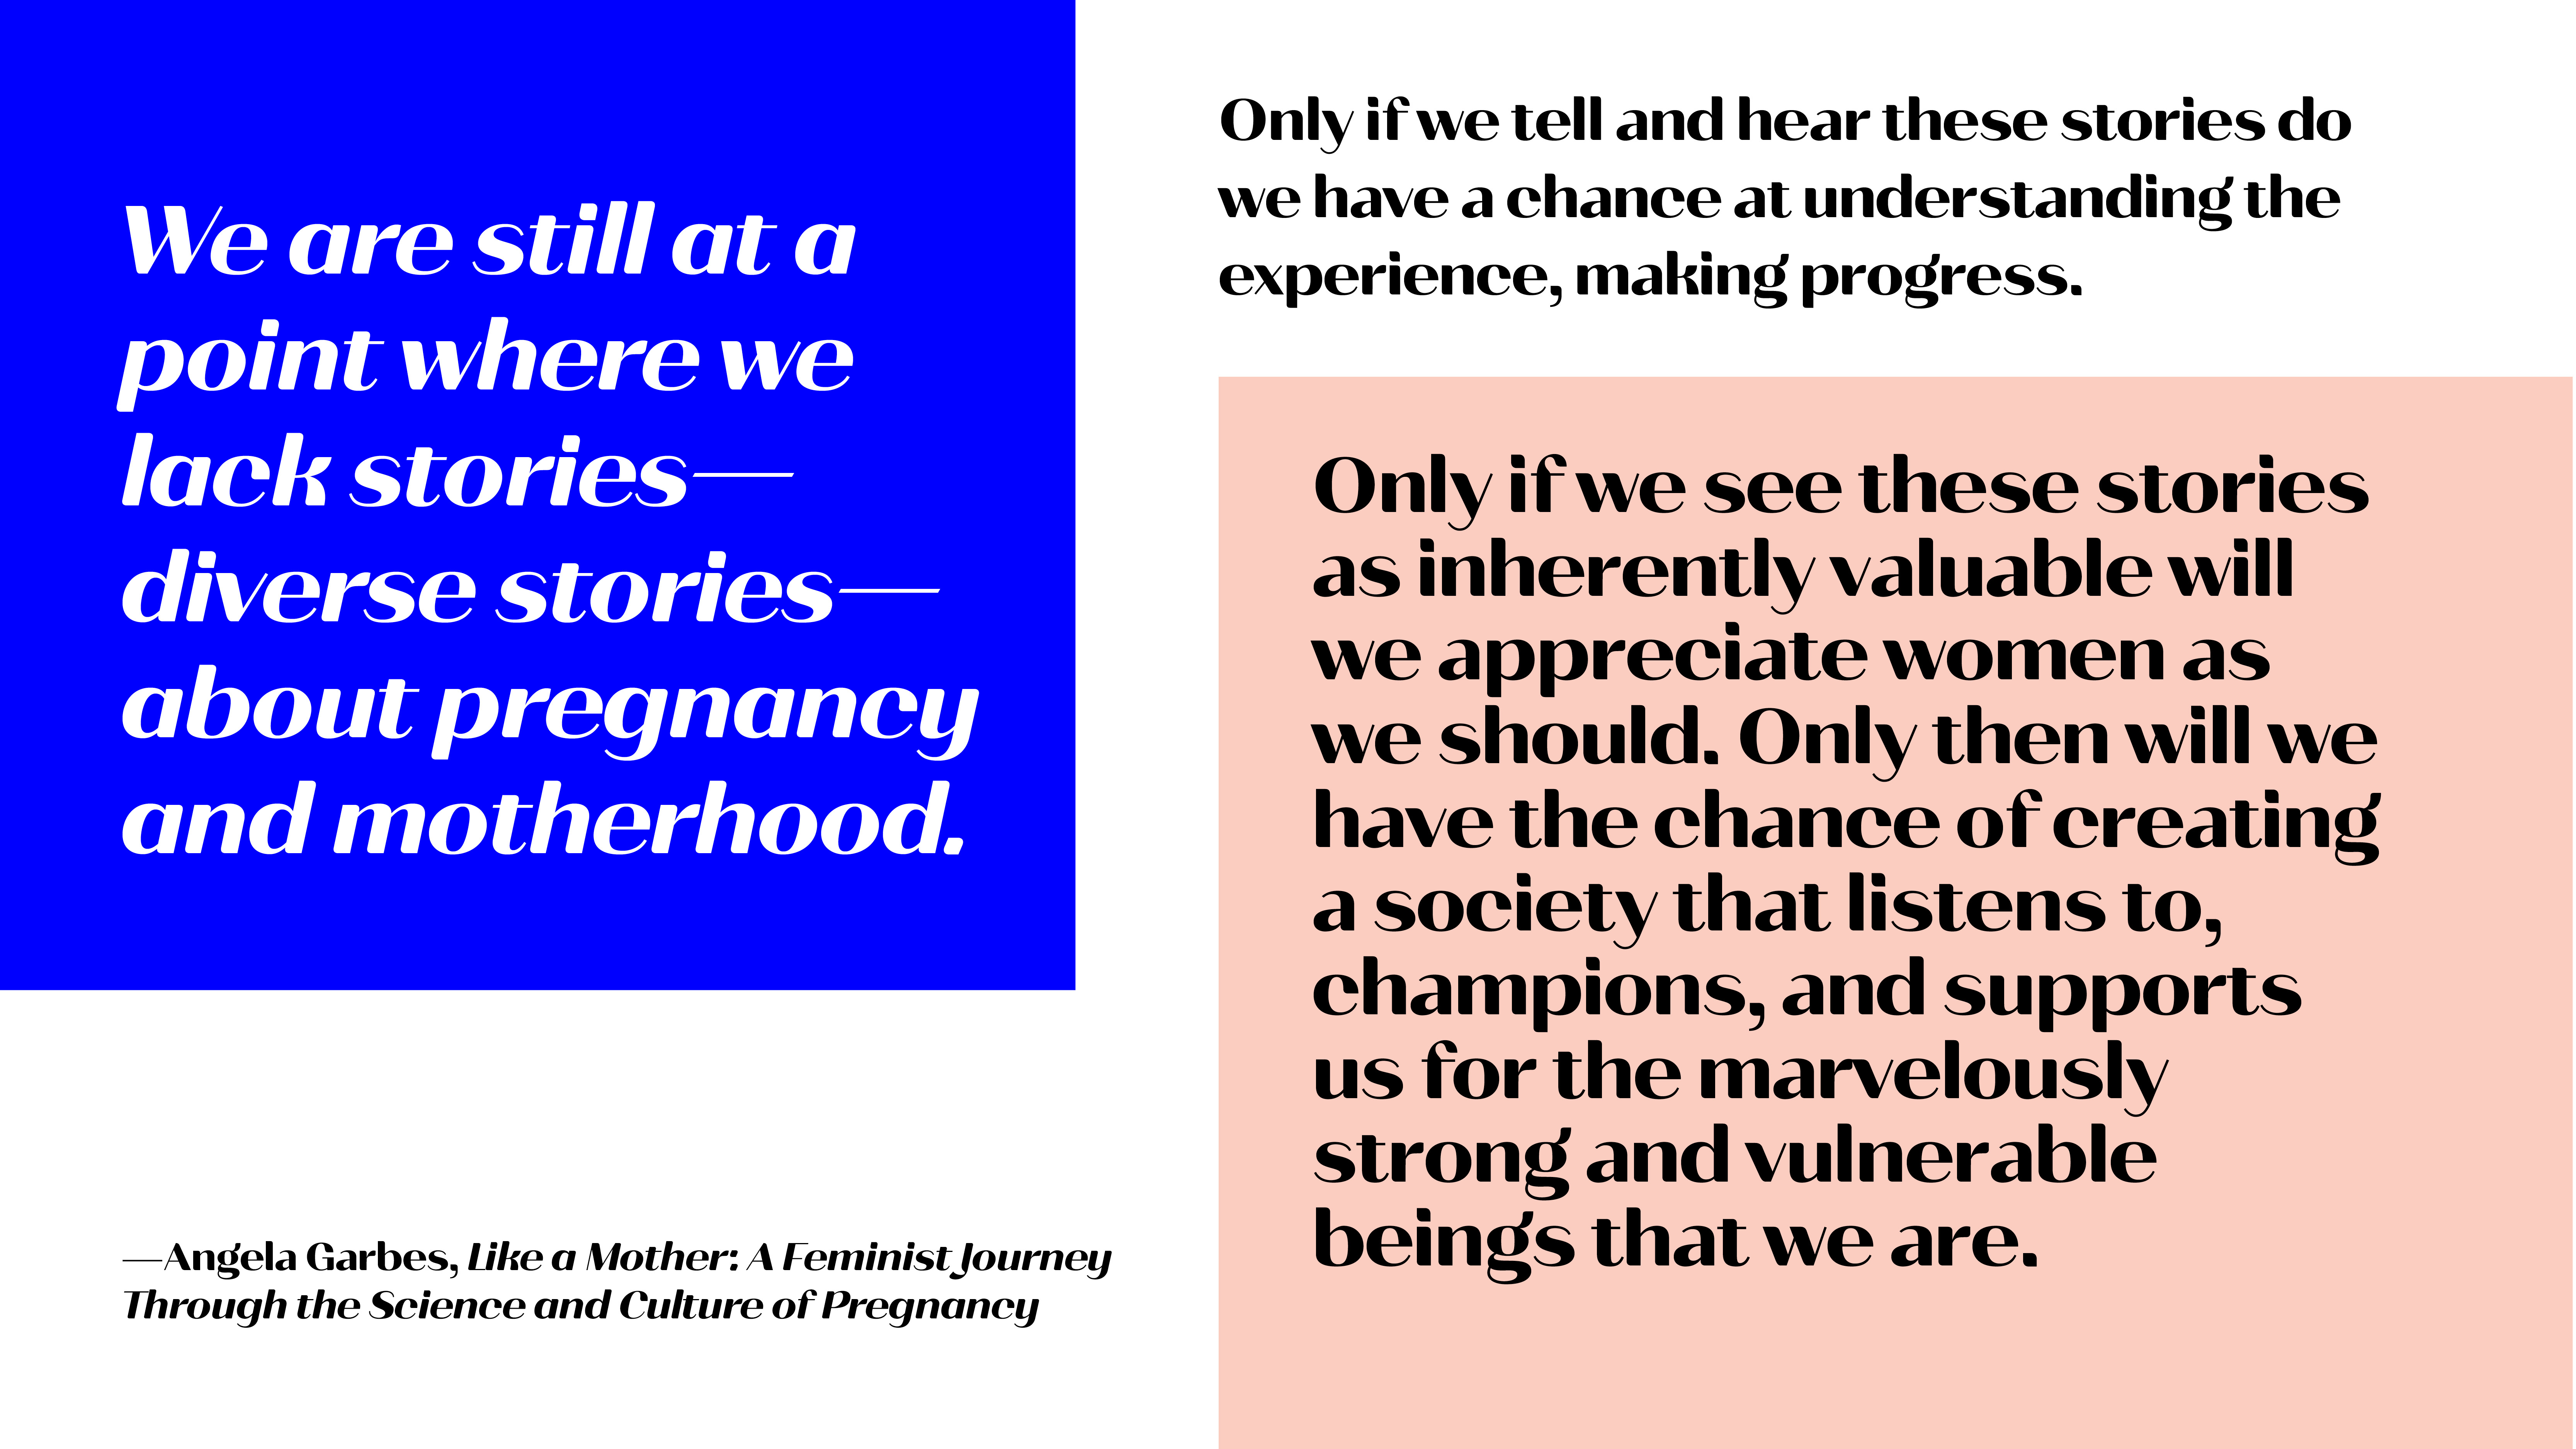 We are still at a
point where we
lack stories—
diverse stories—
about pregnancy
and motherhood.
Only if we tell and hear these stories do
we have a chance at understanding the
experience, making progress.
Only if we see these stories
as inherently valuable will
we appreciate women as
we should. Only then will we
have the chance of creating
a society that listens to,
champions, and supports
us for the marvelously
strong and vulnerable
beings that we are.
—Angela Garbes, Like a Mother: A Feminist Journey
Through the Science and Culture of Pregnancy